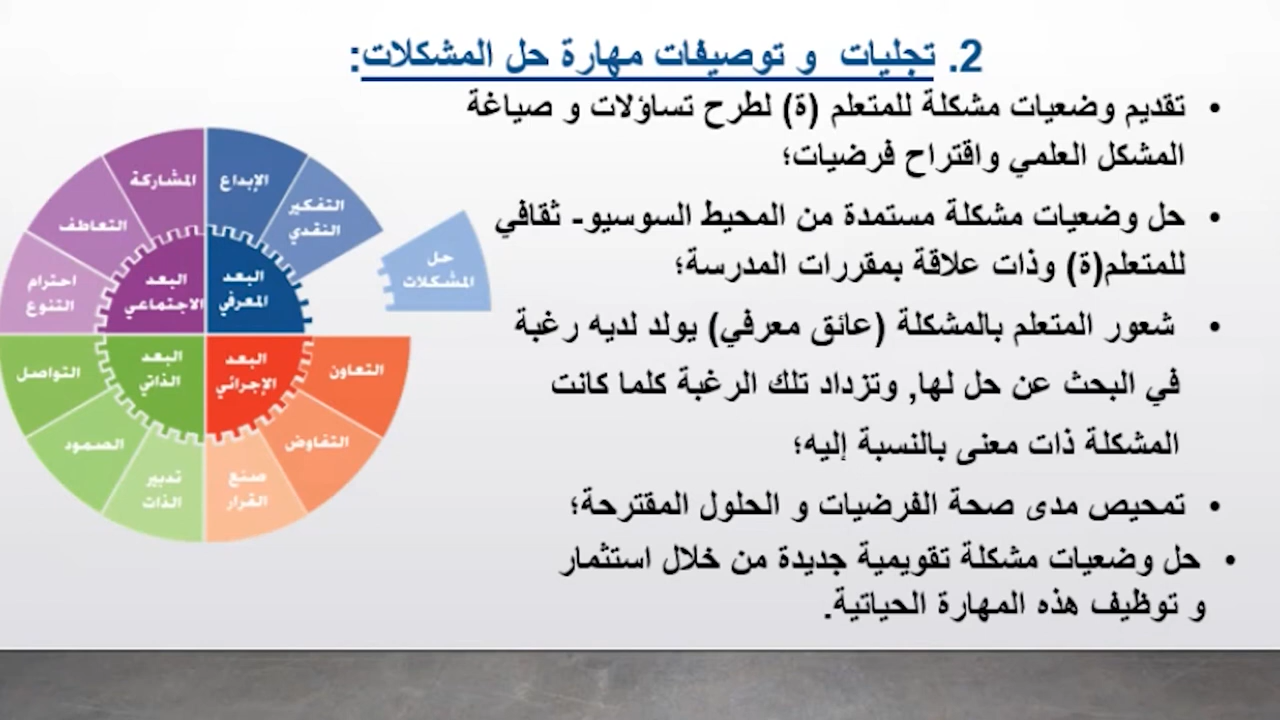 2. تجليات و توصيفات مهارة حل المشكلات:
• تقديم وضعيات مشكلة للمتعلم (ة) لطرح تساؤلات و صياغة
المشكل العلمي واقتراح فرضيات؛
• حل وضعيات مشكلة مستمدة من المحيط السوسيو- ثقافي
للمتعلم(ة) وذات علاقة بمقررات المدرسة؛
• شعور المتعلم بالمشكلة (عائق معرفي) يولد لديه رغبة
في البحث عن حل لها, وتزداد تلك الرغبة كلما كانت
المشكلة ذات معنى بالنسبة إليه؛
• تمحيص مدى صحة الفرضيات و الحلول المقترحة؛
• حل وضعيات مشكلة تقويمية جديدة من خلال استثمار
و توظيف هذه المهارة الحياتية.
حل
المشكلات
التفكير
النقدي
الإبداع
المشاركة
التعاطف
احترام
التنوع
البعد
المعرفي
البعد
الاجتماعي
البعد
الإجرائي
البعد
الذاتي
التعاون
التفاوض
صنع
القرار
تدبير
الذات
الصمود
التواصل